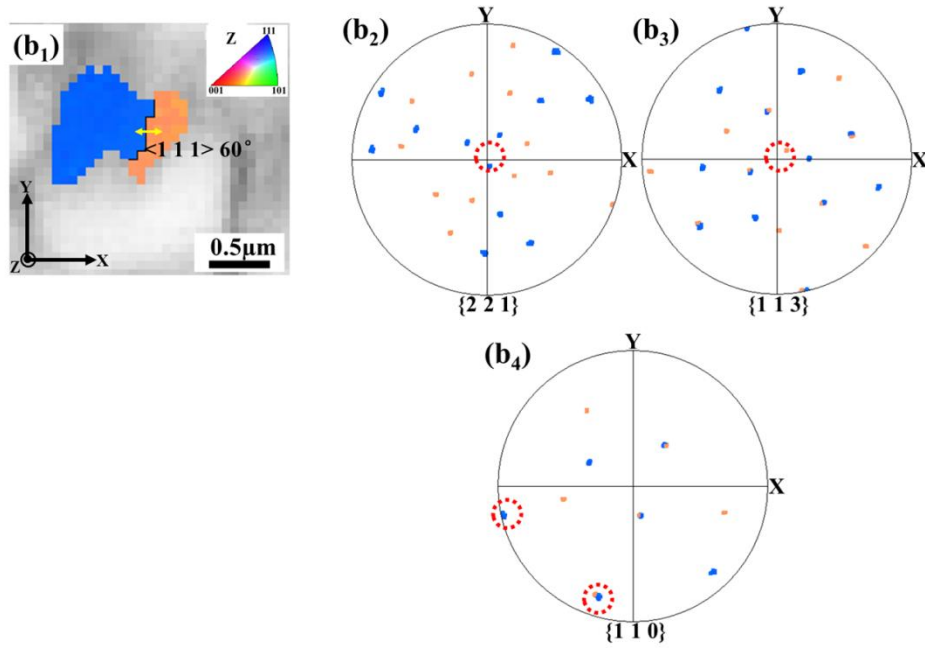 (b₁)
Z
111
001
101
<1 1 1> 60°
Y
Z
X
0.5μm
(b₂)
Y
X
{2 2 1}
(b₃)
Y
X
{1 1 3}
(b₄)
Y
X
{1 1 0}